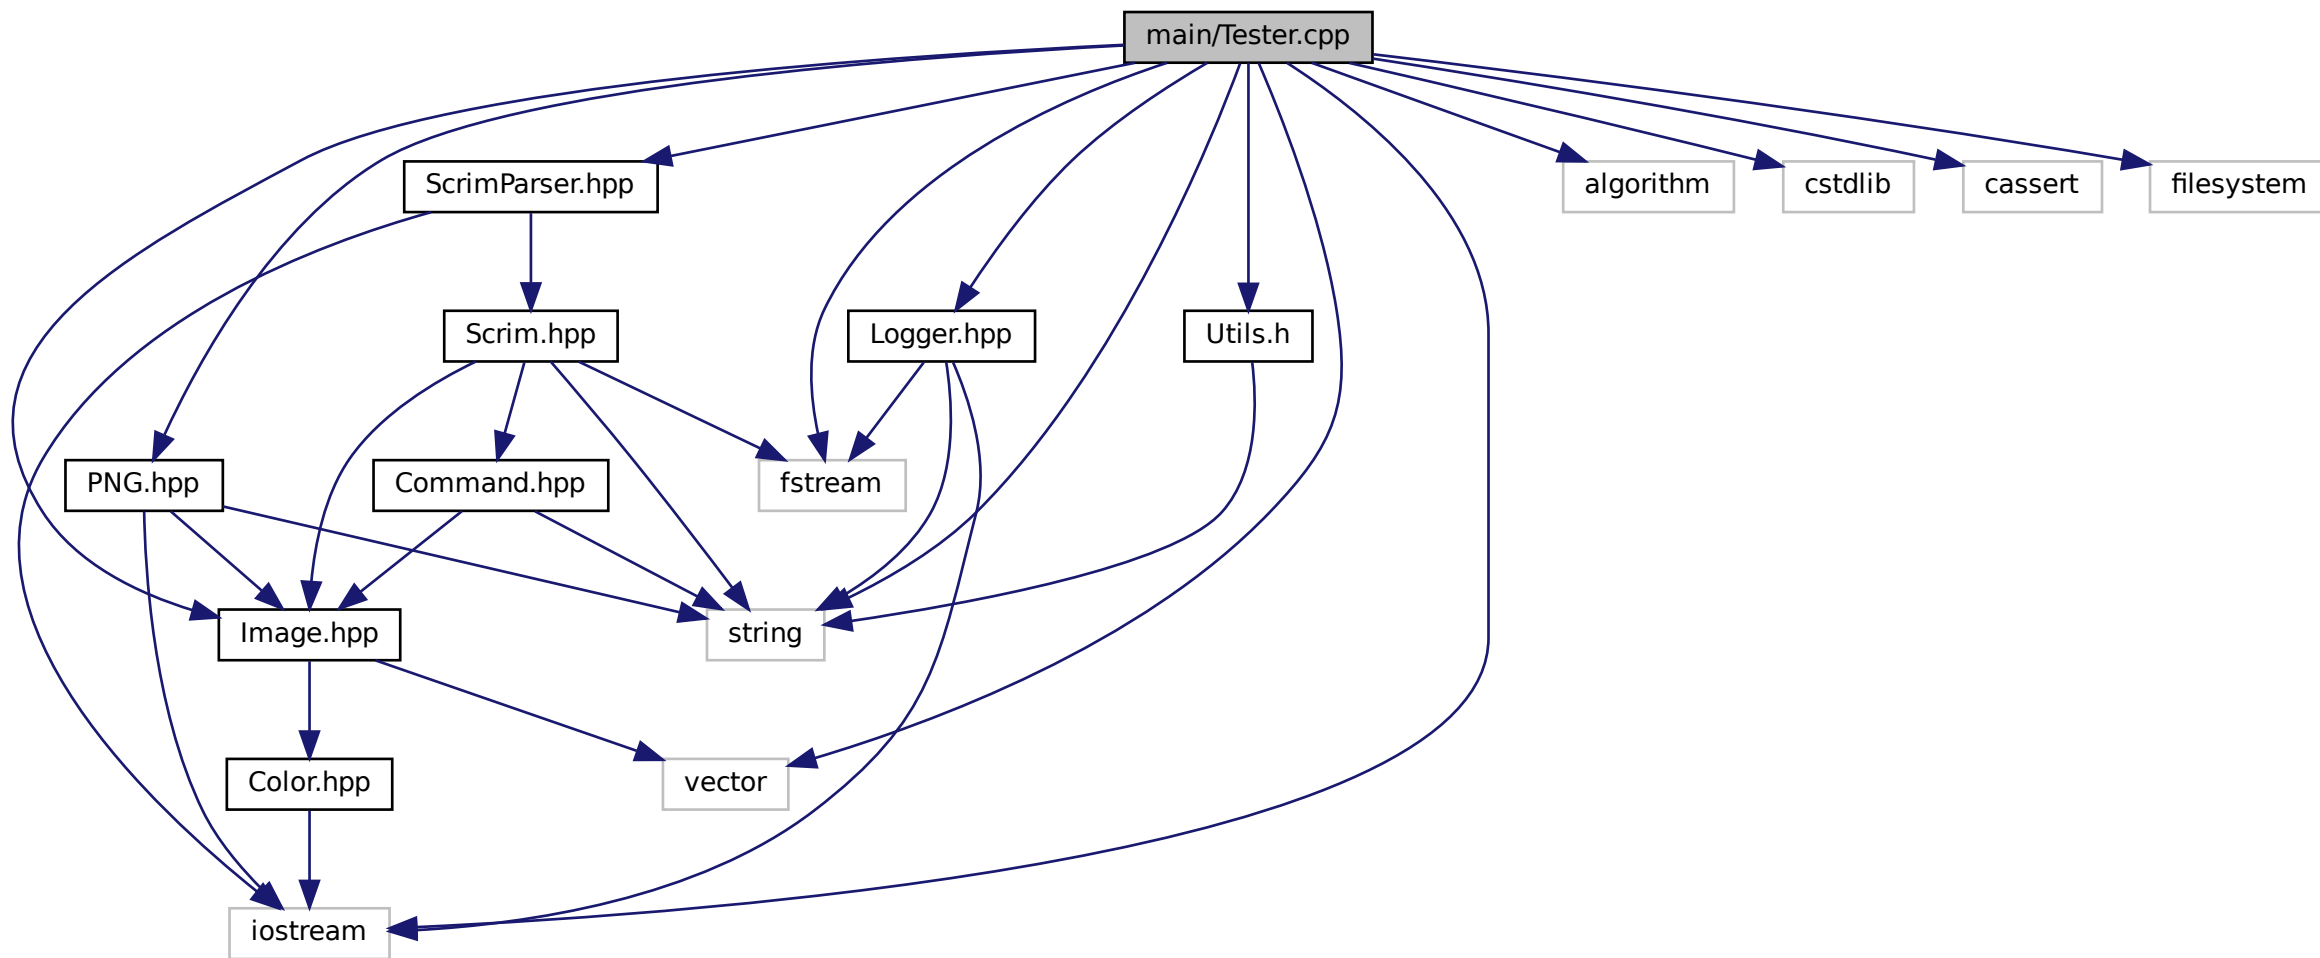 main/Tester.cpp
ScrimParser.hpp
algorithm
cstdlib
cassert
filesystem
Scrim.hpp
Logger.hpp
Utils.h
PNG.hpp
Command.hpp
fstream
Image.hpp
string
Color.hpp
vector
iostream